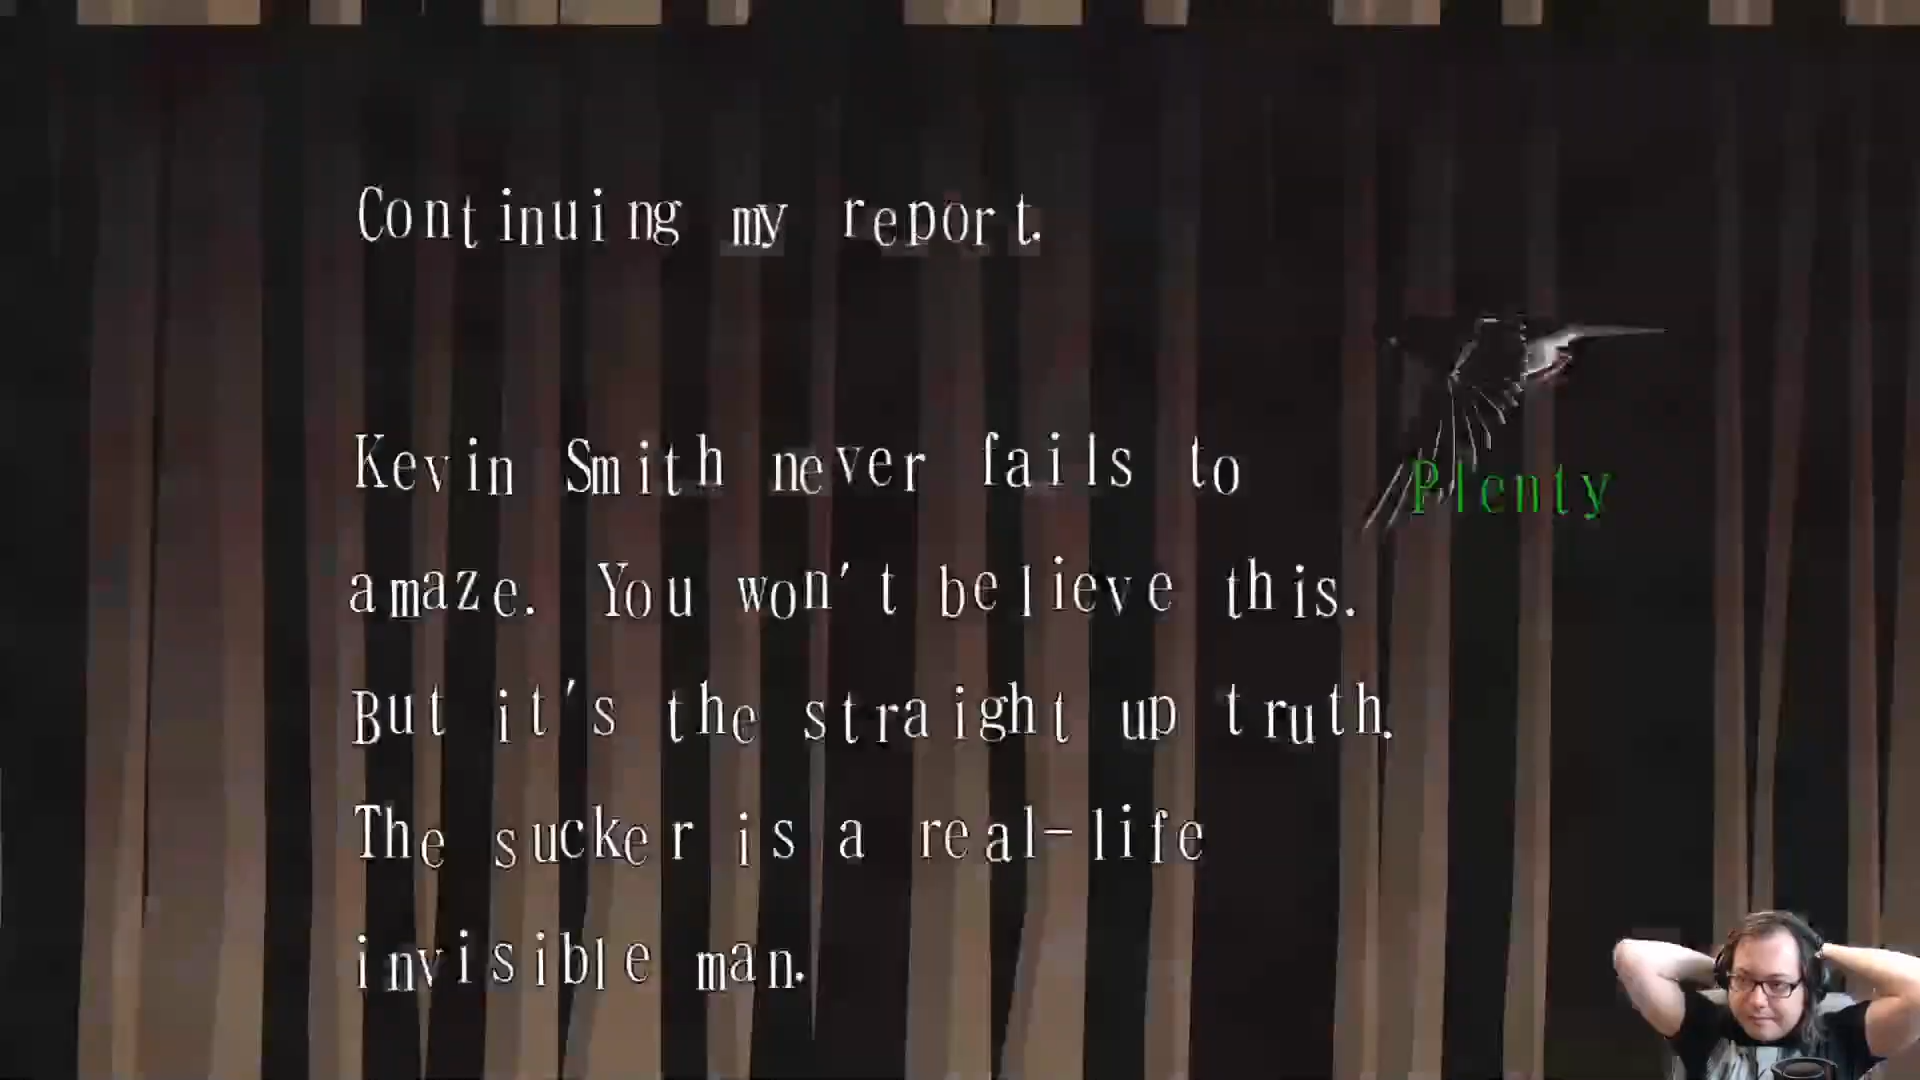 Continuing my report.
Kevin Smith never fails to
Plenty
amaze. You won't believe this.
But it's the straight up truth.
The sucker is a real-life
invisible man.